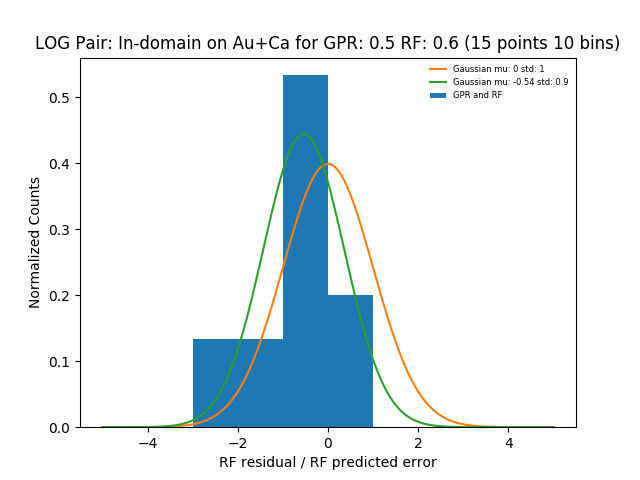 LOG Pair: In-domain on Au+Ca for GPR: 0.5 RF: 0.6 (15 points 10 bins)
Gaussian mu: 0 std: 1
Gaussian mu: -0.54 std: 0.9
GPR and RF
Normalized Counts
0.5
0.4
0.3
0.2
0.1
0.0
−4 −2 0 2 4
RF residual / RF predicted error